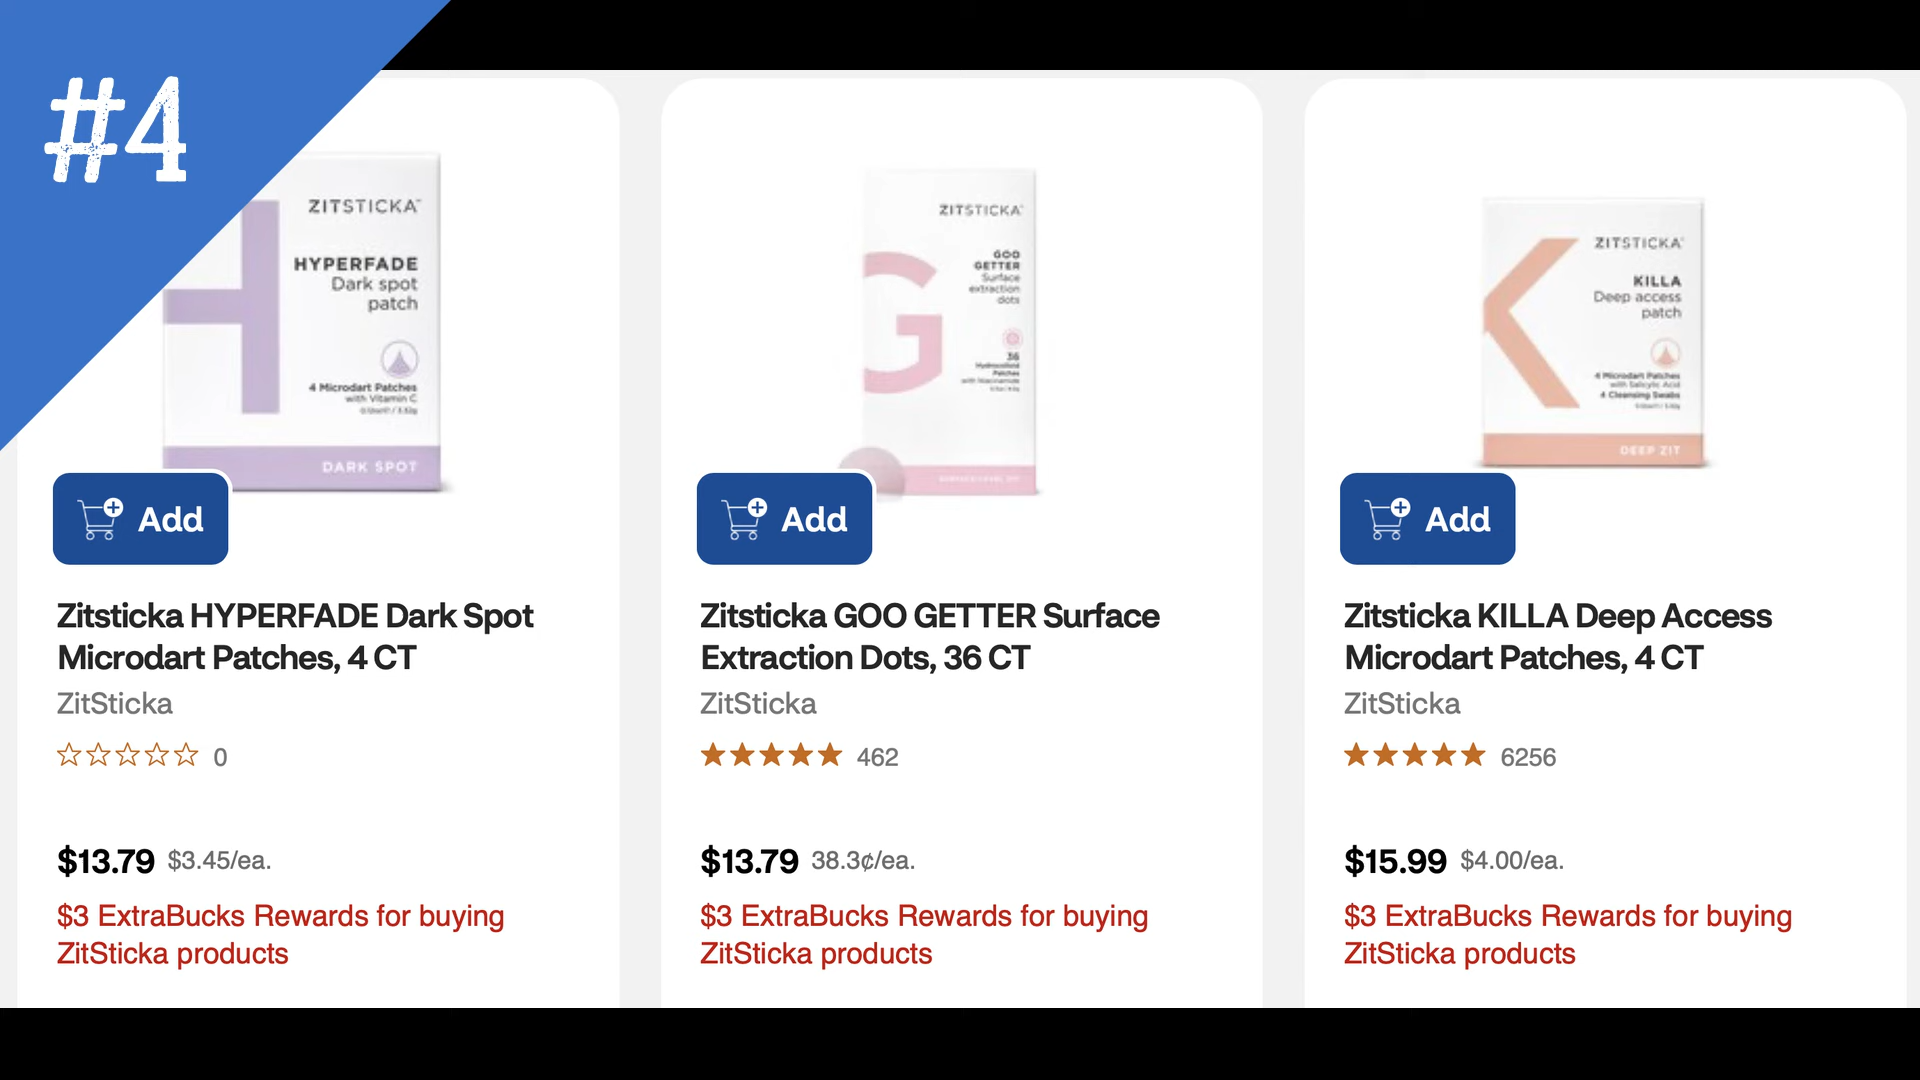 #4
ZITSTICKA™
HYPERFADE
Dark spot
patch
4 Microdart Patches
with Vitamin C
DARK SPOT
Add
Zitsticka HYPERFADE Dark Spot
Microdart Patches, 4 CT
ZitSticka
0
$13.79 $3.45/ea.
$3 ExtraBucks Rewards for buying
ZitSticka products
ZITSTICKA
G
GOO
GETTER
Surface
extraction
dots
36
Hydrocolloid
Patches
with Niacinamide
Add
Zitsticka GOO GETTER Surface
Extraction Dots, 36 CT
ZitSticka
462
$13.79 38.3¢/ea.
$3 ExtraBucks Rewards for buying
ZitSticka products
ZITSTICKA
K
KILLA
Deep access
patch
4 Microdart Patches
with Salicylic Acid
4 Cleansing Swabs
DEEP ZIT
Add
Zitsticka KILLA Deep Access
Microdart Patches, 4 CT
ZitSticka
6256
$15.99 $4.00/ea.
$3 ExtraBucks Rewards for buying
ZitSticka products